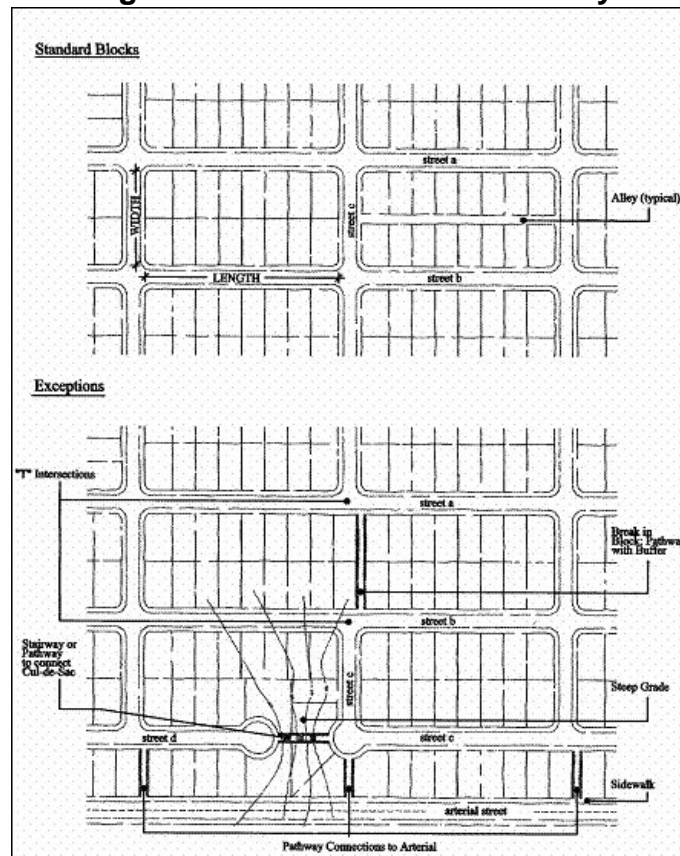 Standard Blocks
street a
Alley (typical)
WIDTH
street c
LENGTH
street b
Exceptions
"T" Intersections
street a
Break in
Block: Pathwa
with Buffer
street b
Stairway or
Pathway
to connect
Cul-de-Sac
street c
Steep Grade
street d
street c
Sidewalk
arterial street
Pathway Connections to Arterial